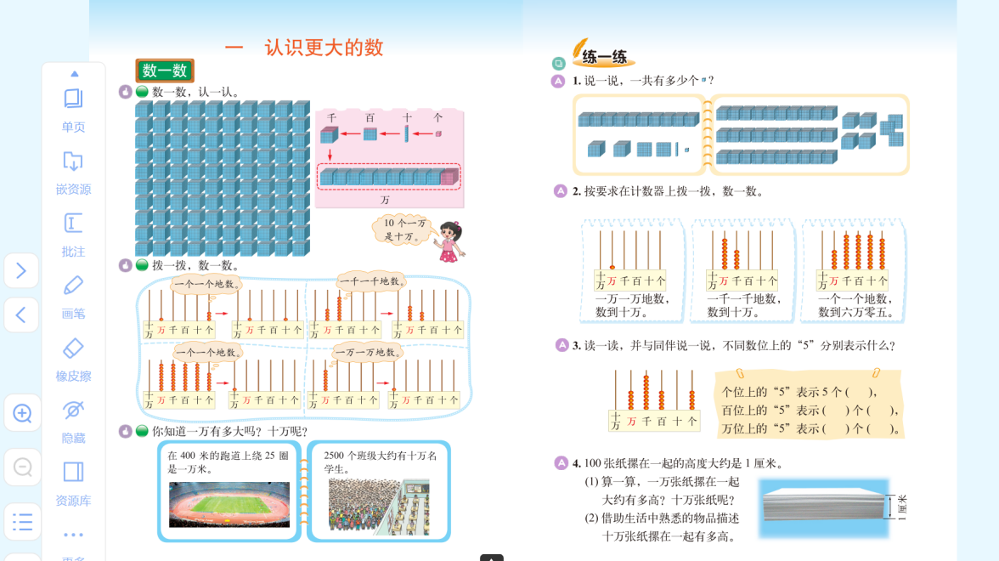 单页
嵌资源
批注
画笔
橡皮擦
隐藏
资源库
一 认识更大的数
数一数
数一数，认一认。
千 百 十 个
万
10 个一万
是十万。
拨一拨，数一数。
一个一个地数。
一千一千地数。
十万 万 千 百 十 个
十万 万 千 百 十 个
十万 万 千 百 十 个
十万 万 千 百 十 个
一个一个地数。
一万一万地数。
十万 万 千 百 十 个
十万 万 千 百 十 个
十万 万 千 百 十 个
十万 万 千 百 十 个
你知道一万有多大吗？十万呢？
在 400 米的跑道上绕 25 圈
是一万米。
2500 个班级大约有十万名
学生。
练一练
1. 说一说，一共有多少个 ？
2. 按要求在计数器上拨一拨，数一数。
十万 万 千 百 十 个
一万一万地数，
数到十万。
十万 万 千 百 十 个
一千一千地数，
数到十万。
十万 万 千 百 十 个
一个一个地数，
数到六万零五。
3. 读一读，并与同伴说一说，不同数位上的“5”分别表示什么？
十万 万 千 百 十 个
个位上的“5”表示 5 个（ ），
百位上的“5”表示（ ）个（ ），
万位上的“5”表示（ ）个（ ）。
4. 100 张纸摞在一起的高度大约是 1 厘米。
(1) 算一算，一万张纸摞在一起
大约有多高？十万张纸呢？
(2) 借助生活中熟悉的物品描述
十万张纸摞在一起有多高。
1 厘米